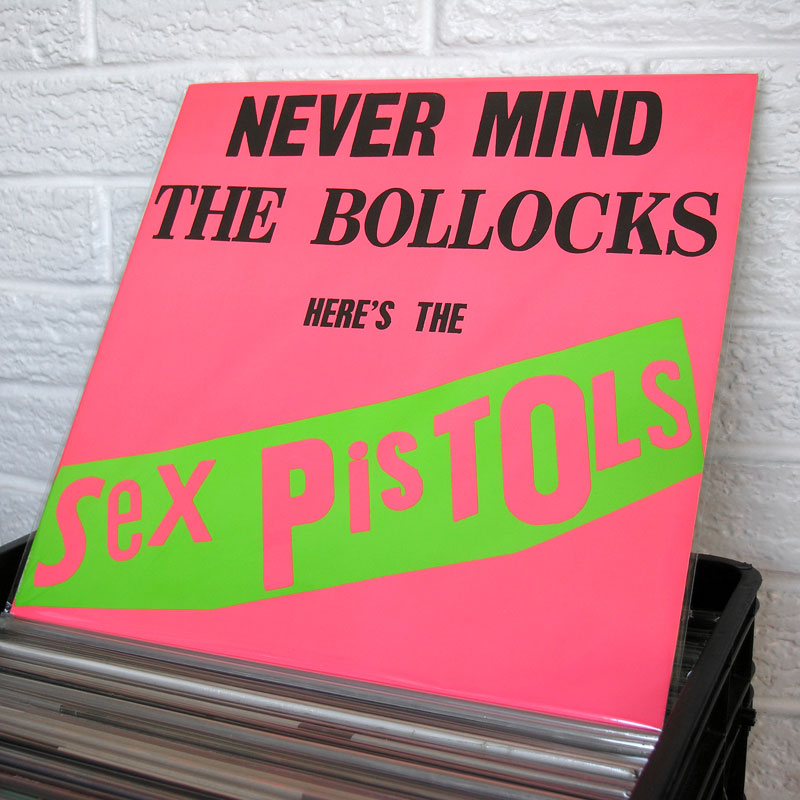 NEVER MIND
THE BOLLOCKS
HERE'S THE
Sex PiSTOLS